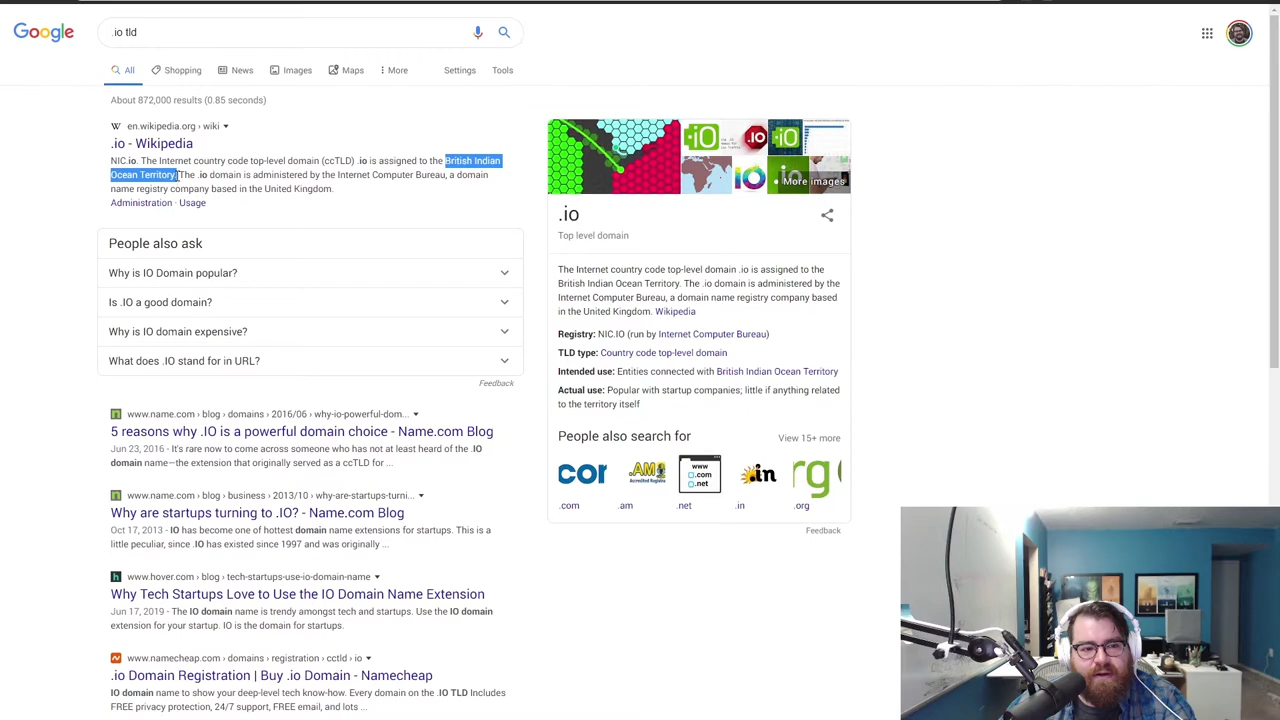 Google
.io tld
All
Shopping
News
Images
Maps
More
Settings
Tools
About 872,000 results (0.85 seconds)
W en.wikipedia.org › wiki
.io - Wikipedia
NIC.io. The Internet country code top-level domain (ccTLD) .io is assigned to the British Indian
Ocean Territory. The .io domain is administered by the Internet Computer Bureau, a domain
name registry company based in the United Kingdom.
Administration · Usage
People also ask
Why is IO Domain popular?
Is .IO a good domain?
Why is IO domain expensive?
What does .IO stand for in URL?
Feedback
www.name.com › blog › domains › 2016/06 › why-io-powerful-dom...
5 reasons why .IO is a powerful domain choice - Name.com Blog
Jun 23, 2016 - It's rare now to come across someone who has not at least heard of the .IO
domain name—the extension that originally served as a ccTLD for ...
www.name.com › blog › business › 2013/10 › why-are-startups-turni...
Why are startups turning to .IO? - Name.com Blog
Oct 17, 2013 - IO has become one of hottest domain name extensions for startups. This is a
little peculiar, since .IO has existed since 1997 and was originally ...
h www.hover.com › blog › tech-startups-use-io-domain-name
Why Tech Startups Love to Use the IO Domain Name Extension
Jun 17, 2019 - The IO domain name is trendy amongst tech and startups. Use the IO domain
extension for your startup. IO is the domain for startups.
www.namecheap.com › domains › registration › cctld › io
.io Domain Registration | Buy .io Domain - Namecheap
IO domain name to show your deep-level tech know-how. Every domain on the .IO TLD Includes
FREE privacy protection, 24/7 support, FREE email, and lots ...
.iO
.IO
.iO
IO
.iO
More images
.io
Top level domain
The Internet country code top-level domain .io is assigned to the
British Indian Ocean Territory. The .io domain is administered by the
Internet Computer Bureau, a domain name registry company based
in the United Kingdom. Wikipedia
Registry: NIC.IO (run by Internet Computer Bureau)
TLD type: Country code top-level domain
Intended use: Entities connected with British Indian Ocean Territory
Actual use: Popular with startup companies; little if anything related
to the territory itself
People also search for
View 15+ more
cor
.AM
Accredited Registrar
www
.com
.net
.in
rg
.com
.am
.net
.in
.org
Feedback